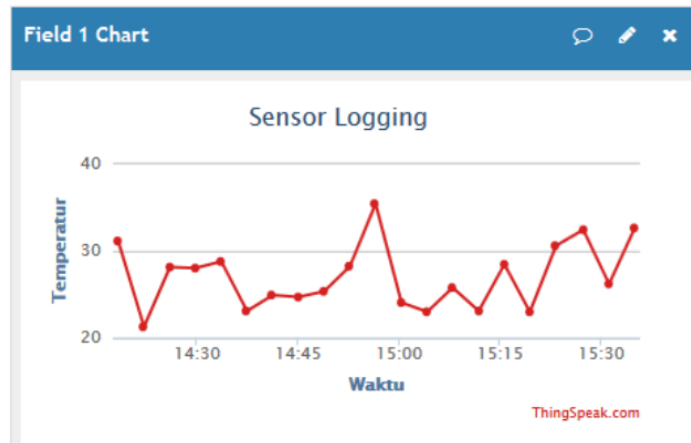 Field 1 Chart
Sensor Logging
Temperatur
40
30
20
14:30 14:45 15:00 15:15 15:30
Waktu
ThingSpeak.com